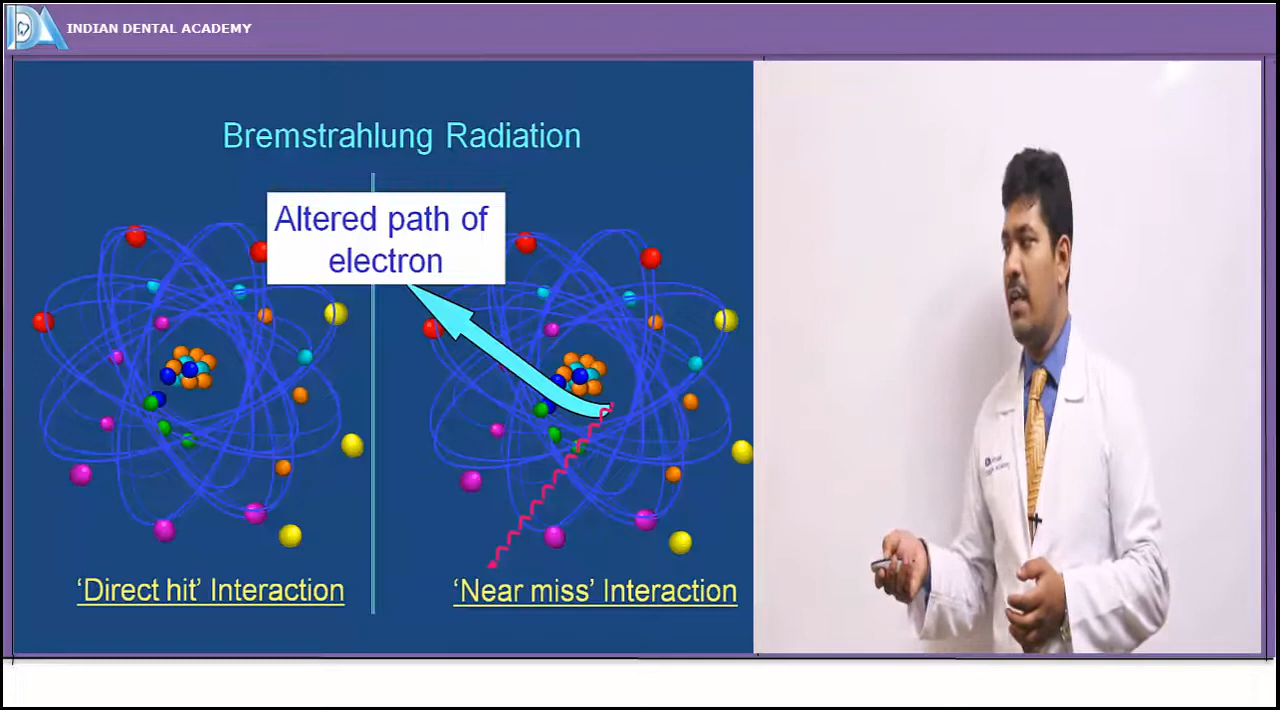 INDIAN DENTAL ACADEMY
Bremstrahlung Radiation
Altered path of
electron
'Direct hit' Interaction
'Near miss' Interaction